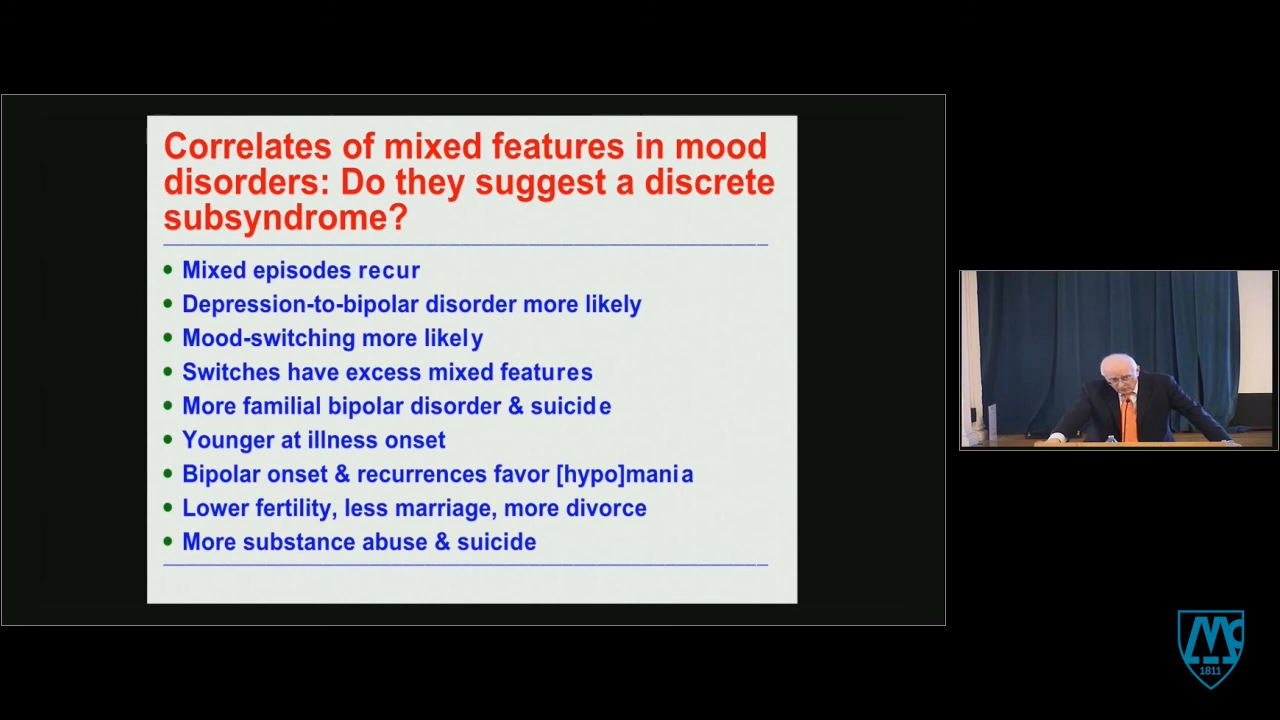 Correlates of mixed features in mood
disorders: Do they suggest a discrete
subsyndrome?
• Mixed episodes recur
• Depression-to-bipolar disorder more likely
• Mood-switching more likely
• Switches have excess mixed features
• More familial bipolar disorder & suicide
• Younger at illness onset
• Bipolar onset & recurrences favor [hypo]mania
• Lower fertility, less marriage, more divorce
• More substance abuse & suicide
Mc
1811